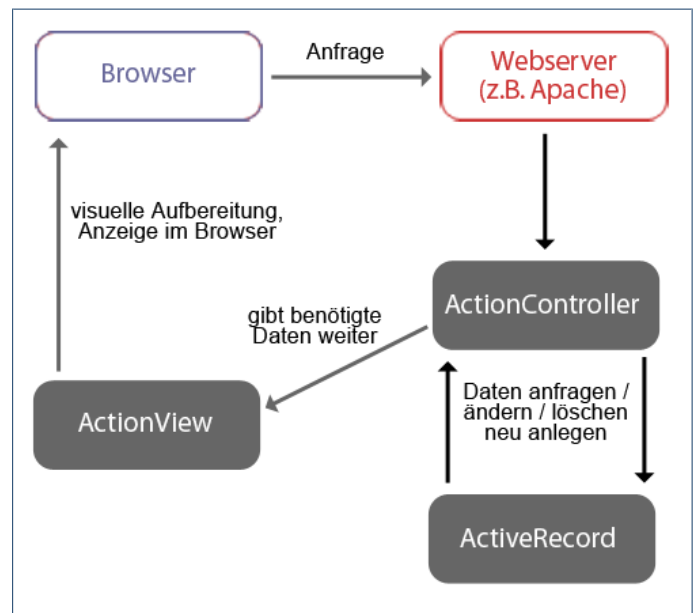 Browser
Anfrage
Webserver
(z.B. Apache)
visuelle Aufbereitung,
Anzeige im Browser
ActionController
gibt benötigte
Daten weiter
Daten anfragen /
ändern / löschen
neu anlegen
ActionView
ActiveRecord